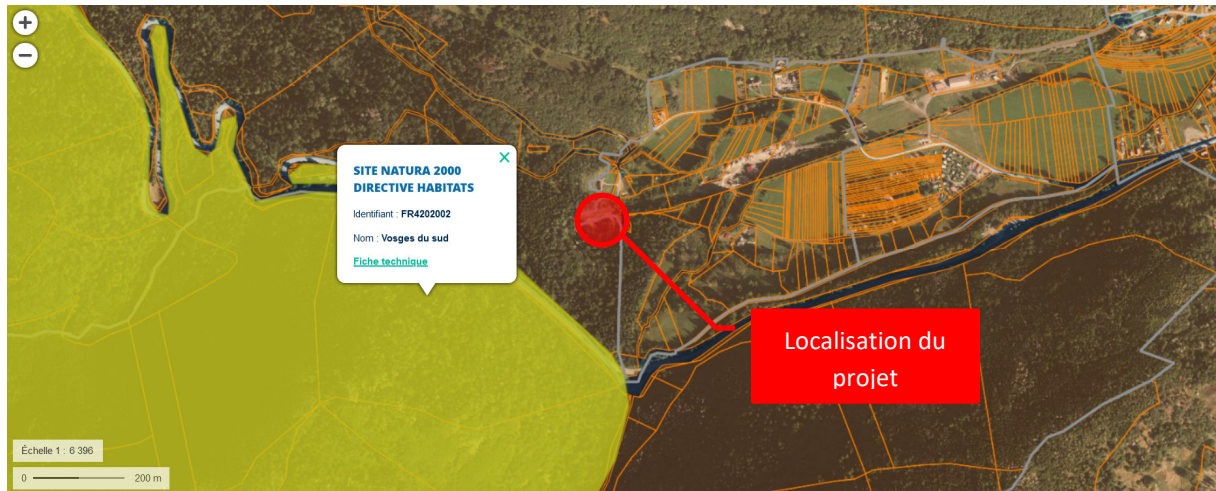 +
−
×
SITE NATURA 2000
DIRECTIVE HABITATS
Identifiant : FR4202002
Nom : Vosges du sud
Fiche technique
Localisation du
projet
Échelle 1 : 6 396
0 200 m